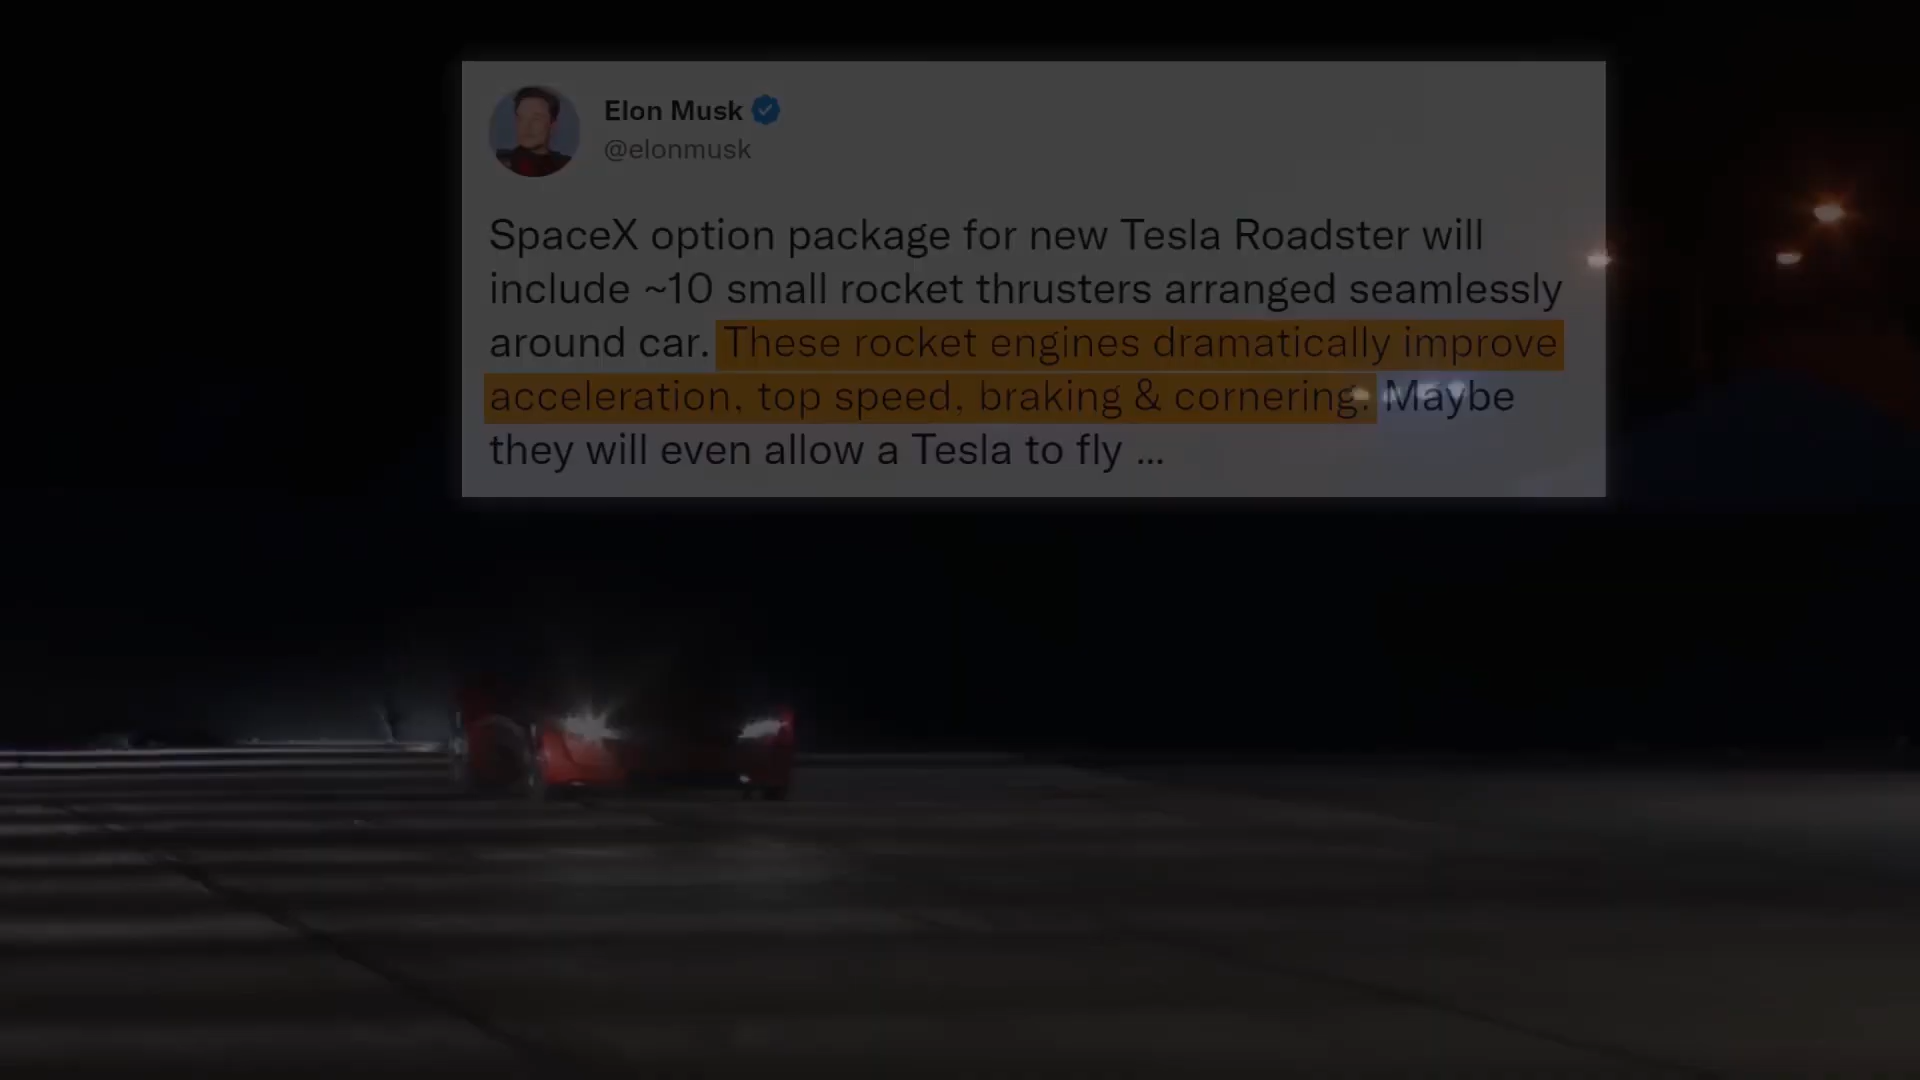 Elon Musk
@elonmusk
SpaceX option package for new Tesla Roadster will
include ~10 small rocket thrusters arranged seamlessly
around car. These rocket engines dramatically improve
acceleration, top speed, braking & cornering. Maybe
they will even allow a Tesla to fly ...